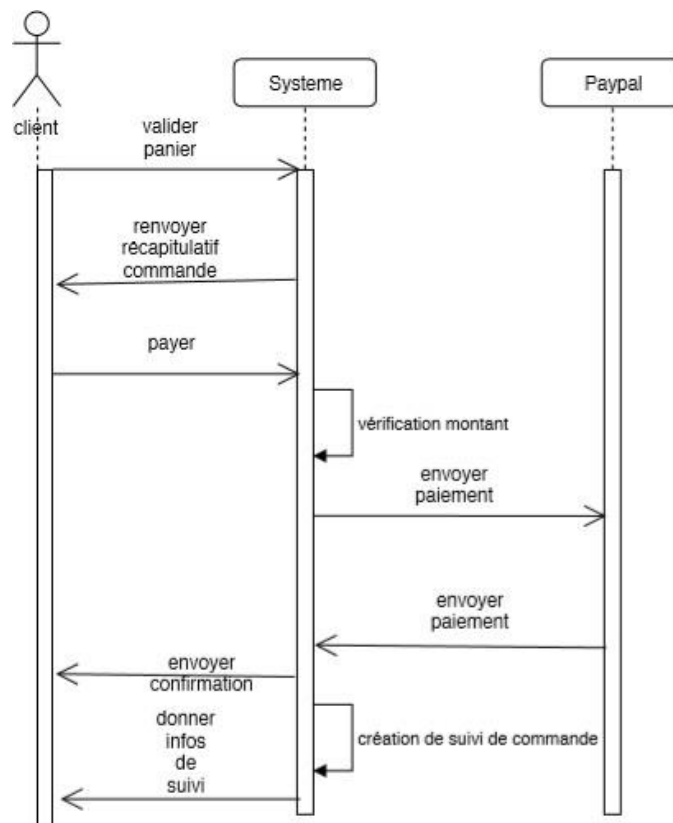 Systeme
Paypal
client
valider
panier
renvoyer
récapitulatif
commande
payer
vérification montant
envoyer
paiement
envoyer
paiement
envoyer
confirmation
donner
infos
de
suivi
création de suivi de commande